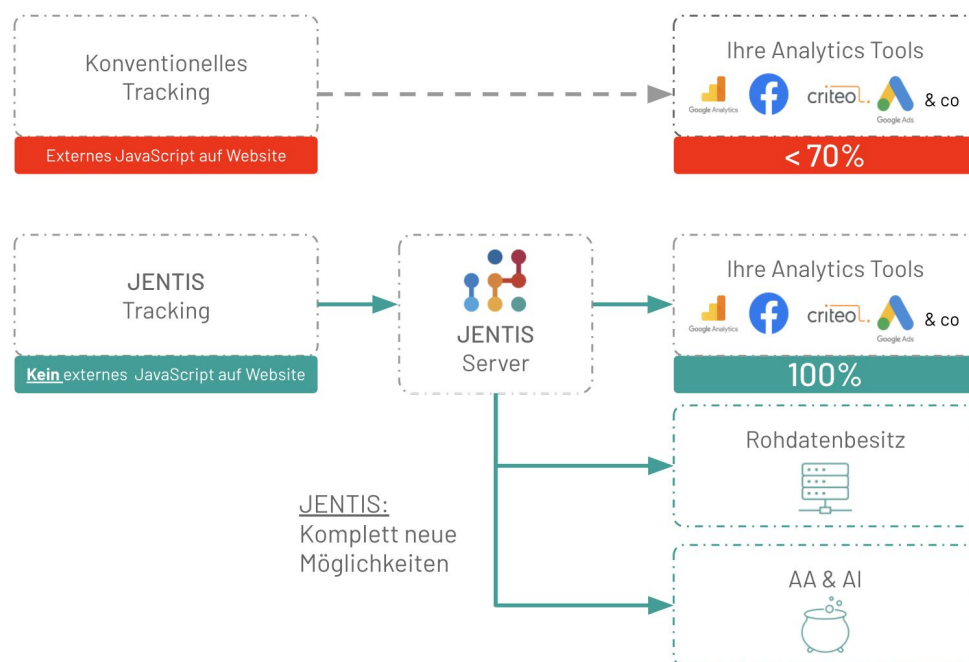 Konventionelles
Tracking
Externes JavaScript auf Website
Ihre Analytics Tools
Google Analytics
criteo
Google Ads
& co
< 70%
JENTIS
Tracking
Kein externes JavaScript auf Website
JENTIS
Server
Ihre Analytics Tools
Google Analytics
criteo
Google Ads
& co
100%
Rohdatenbesitz
JENTIS:
Komplett neue
Möglichkeiten
AA & AI